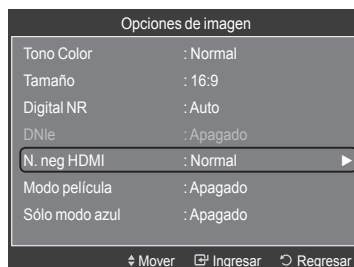 Opciones de imagen
Tono Color : Normal
Tamaño : 16:9
Digital NR : Auto
DNIe : Apagado
N. neg HDMI : Normal
Modo película : Apagado
Sólo modo azul : Apagado
Mover Ingresar Regresar